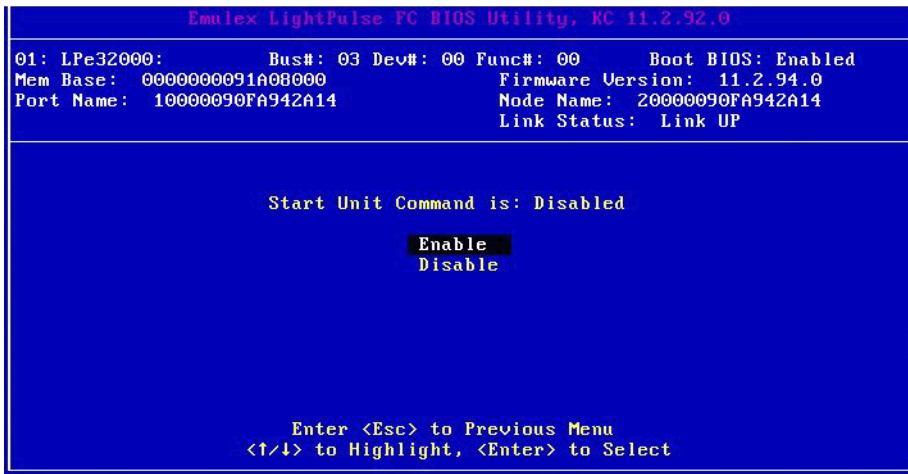 Emulex LightPulse FC BIOS Utility, KC 11.2.92.0
01: LPe32000: Bus#: 03 Dev#: 00 Func#: 00 Boot BIOS: Enabled
Mem Base: 0000000091A08000 Firmware Version: 11.2.94.0
Port Name: 10000090FA942A14 Node Name: 20000090FA942A14
Link Status: Link UP
Start Unit Command is: Disabled
Enable
Disable
Enter <Esc> to Previous Menu
<↑/↓> to Highlight, <Enter> to Select